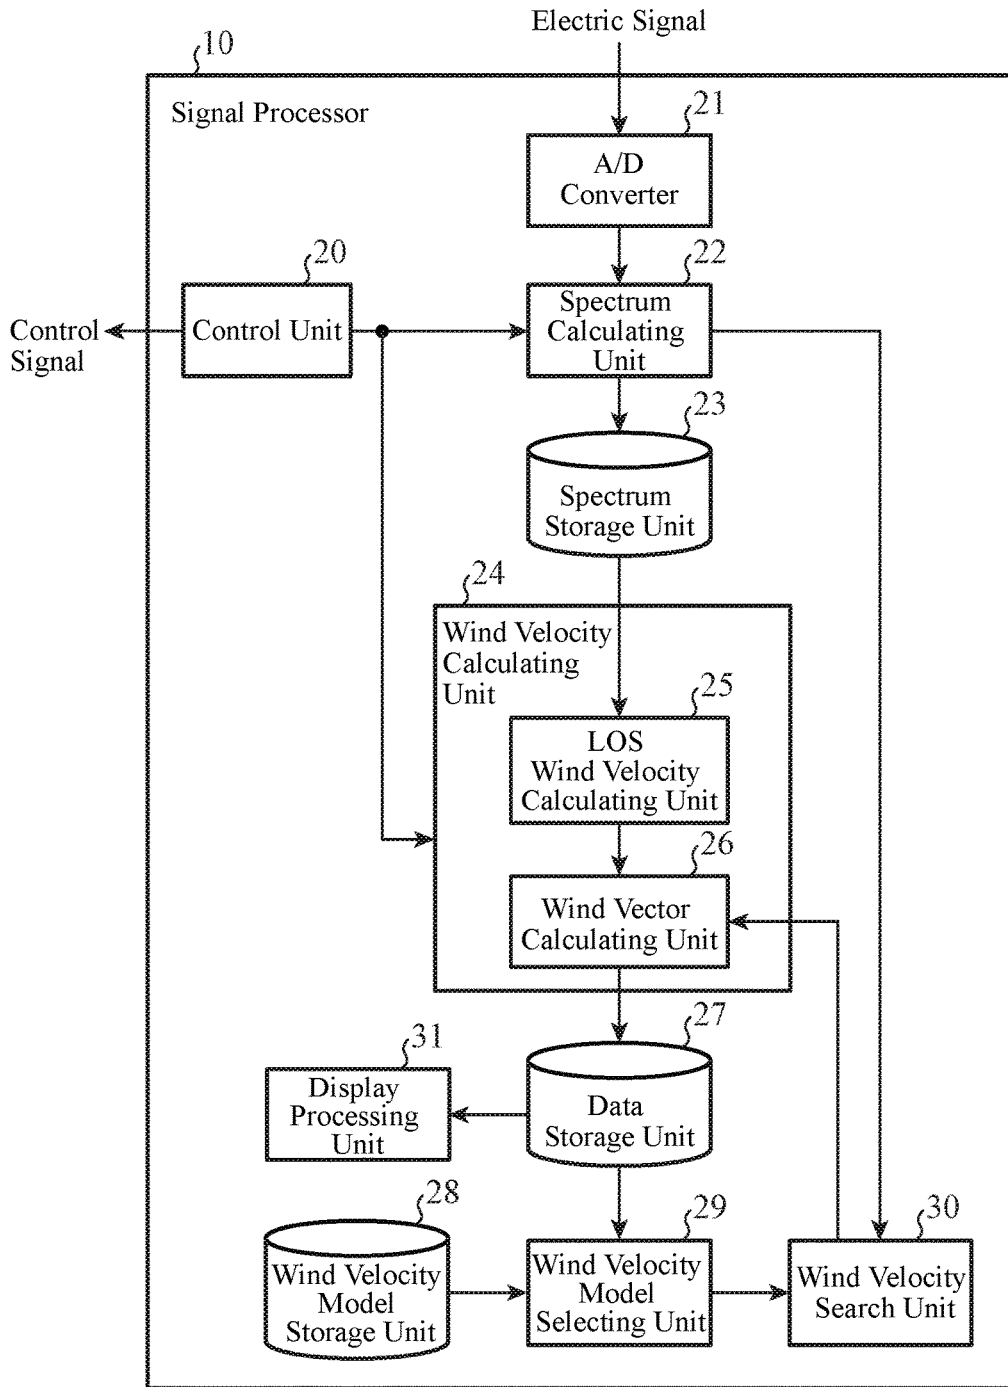 Electric Signal
10
Signal Processor
21
A/D
Converter
20
Control Unit
22
Spectrum
Calculating
Unit
Control
Signal
23
Spectrum
Storage Unit
24
Wind Velocity
Calculating
Unit
25
LOS
Wind Velocity
Calculating Unit
26
Wind Vector
Calculating Unit
27
Data
Storage Unit
31
Display
Processing
Unit
28
Wind Velocity
Model
Storage Unit
29
Wind Velocity
Model
Selecting Unit
30
Wind Velocity
Search Unit